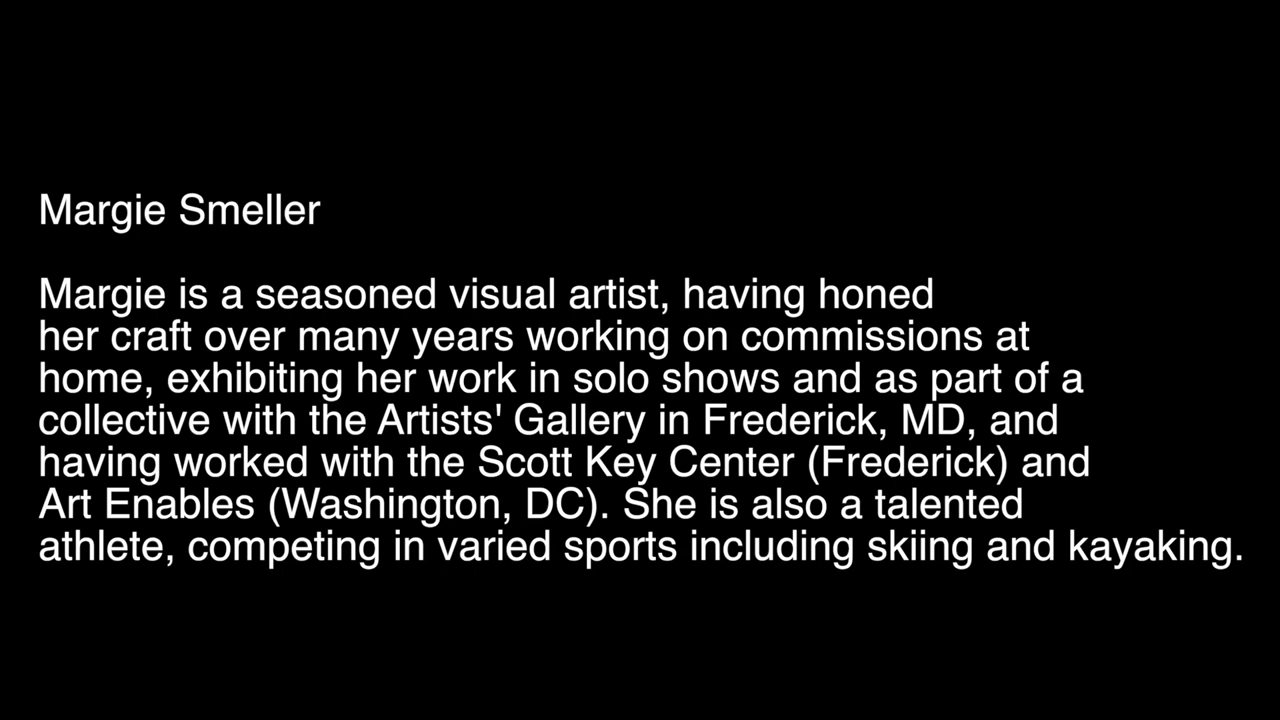 Margie Smeller
Margie is a seasoned visual artist, having honed
her craft over many years working on commissions at
home, exhibiting her work in solo shows and as part of a
collective with the Artists' Gallery in Frederick, MD, and
having worked with the Scott Key Center (Frederick) and
Art Enables (Washington, DC). She is also a talented
athlete, competing in varied sports including skiing and kayaking.